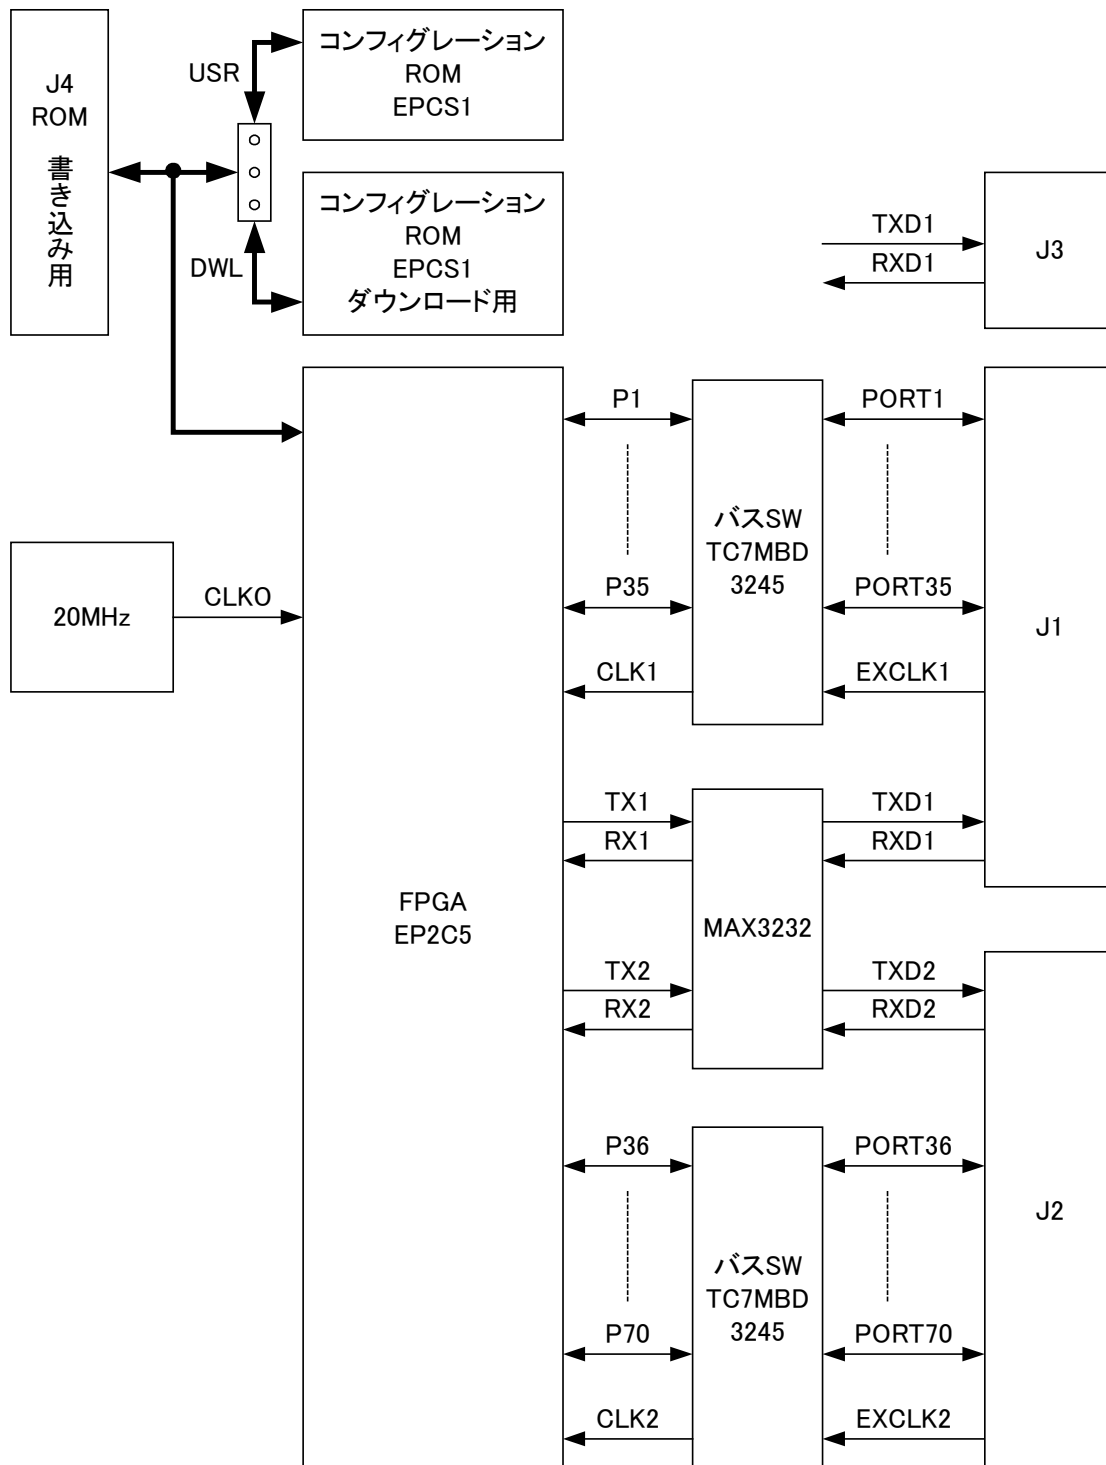 J4
ROM
書き込み用
USR
DWL
コンフィグレーション
ROM
EPCS1
コンフィグレーション
ROM
EPCS1
ダウンロード用
TXD1
RXD1
J3
20MHz
CLKO
FPGA
EP2C5
P1
P35
CLK1
バスSW
TC7MBD
3245
PORT1
PORT35
EXCLK1
J1
TX1
RX1
TX2
RX2
MAX3232
TXD1
RXD1
TXD2
RXD2
P36
P70
CLK2
バスSW
TC7MBD
3245
PORT36
PORT70
EXCLK2
J2